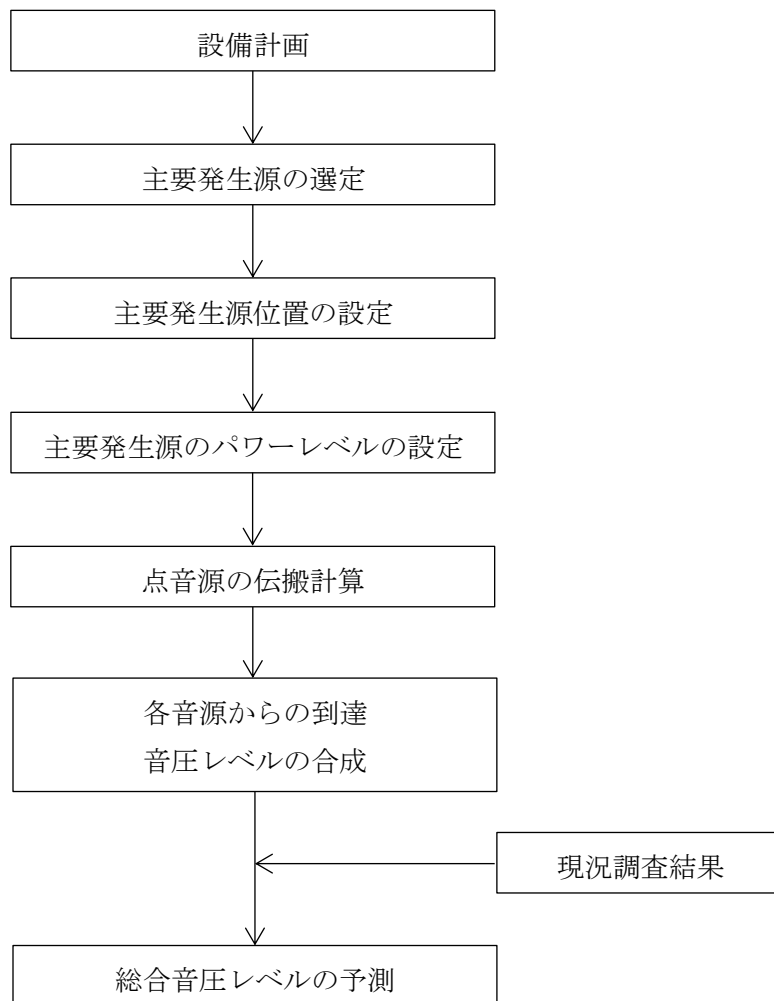 設備計画
主要発生源の選定
主要発生源位置の設定
主要発生源のパワーレベルの設定
点音源の伝搬計算
各音源からの到達
音圧レベルの合成
現況調査結果
総合音圧レベルの予測